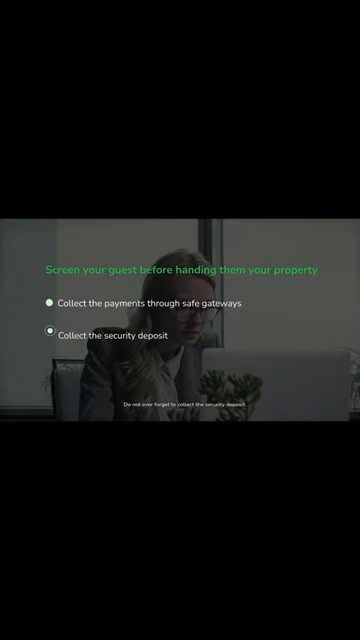 Screen your guest before handing them your property
Collect the payments through safe gateways
Collect the security deposit
Do not ever forget to collect the security deposit.